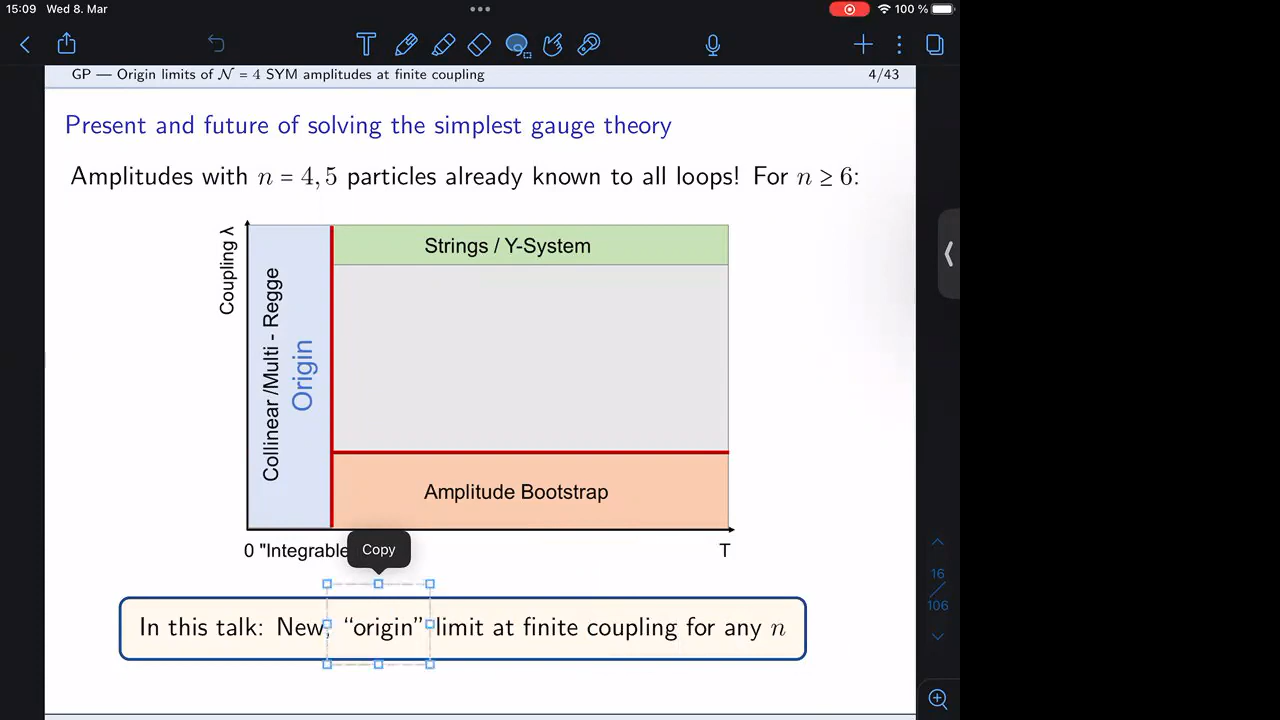 15:09 Wed 8. Mar
100 %
GP — Origin limits of 𝒩 = 4 SYM amplitudes at finite coupling
4/43
Present and future of solving the simplest gauge theory
Amplitudes with n = 4, 5 particles already known to all loops! For n ≥ 6:
Coupling λ
Collinear /Multi - Regge
Origin
Strings / Y-System
Amplitude Bootstrap
0 "Integrable
Copy
T
In this talk: New, “origin” limit at finite coupling for any n
16
106